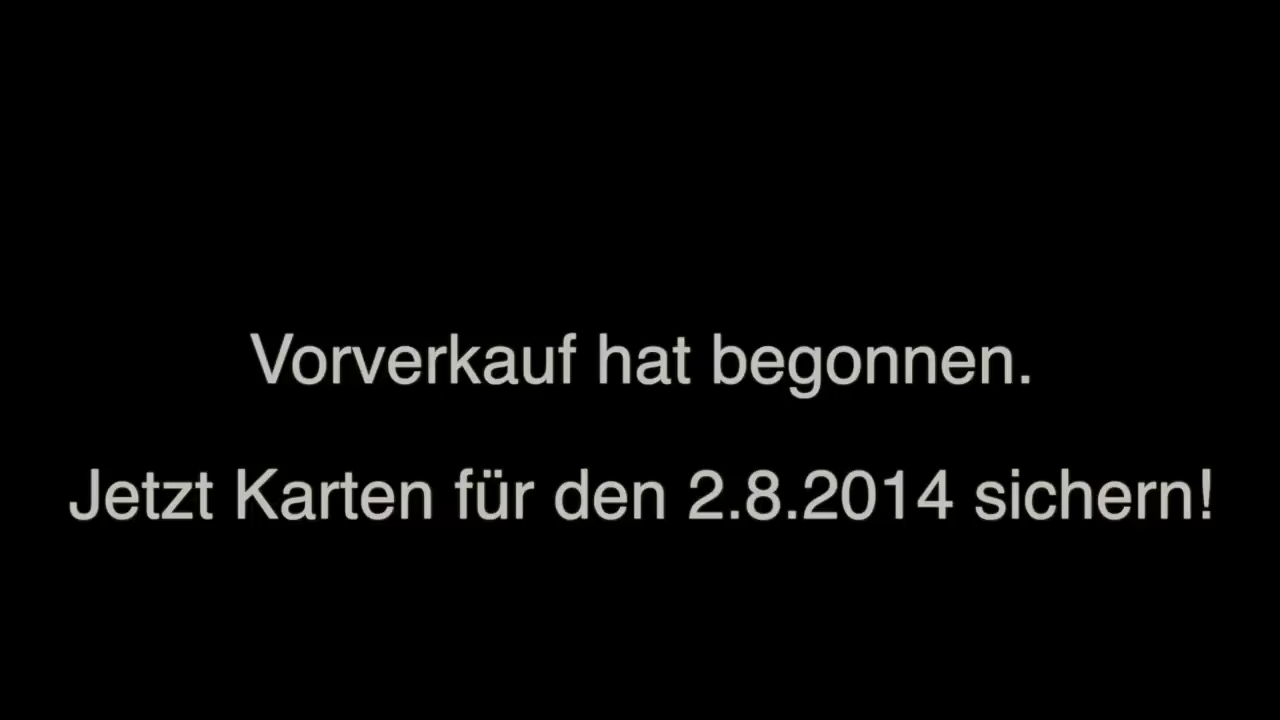 Vorverkauf hat begonnen.
Jetzt Karten für den 2.8.2014 sichern!